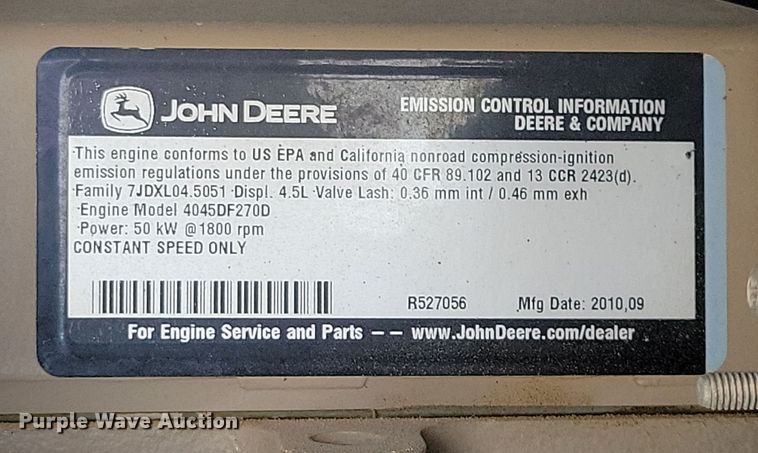 JOHN DEERE
EMISSION CONTROL INFORMATION
DEERE & COMPANY
This engine conforms to US EPA and California nonroad compression-ignition
emission regulations under the provisions of 40 CFR 89.102 and 13 CCR 2423(d).
Family 7JDXL04.5051 Displ. 4.5L Valve Lash: 0.36 mm int / 0.46 mm exh
Engine Model 4045DF270D
Power: 50 kW @1800 rpm
CONSTANT SPEED ONLY
R527056 Mfg Date: 2010,09
For Engine Service and Parts -- www.JohnDeere.com/dealer
Purple Wave Auction